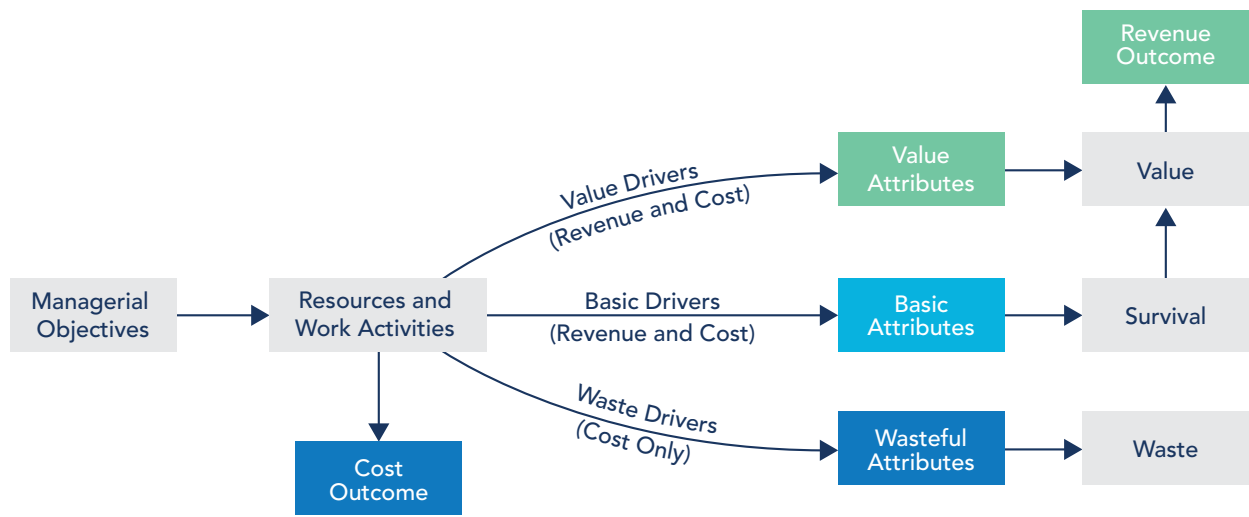 Revenue
Outcome
Value Drivers
(Revenue and Cost)
Value
Attributes
Value
Managerial
Objectives
Resources and
Work Activities
Basic Drivers
(Revenue and Cost)
Basic
Attributes
Survival
Waste Drivers
(Cost Only)
Wasteful
Attributes
Waste
Cost
Outcome